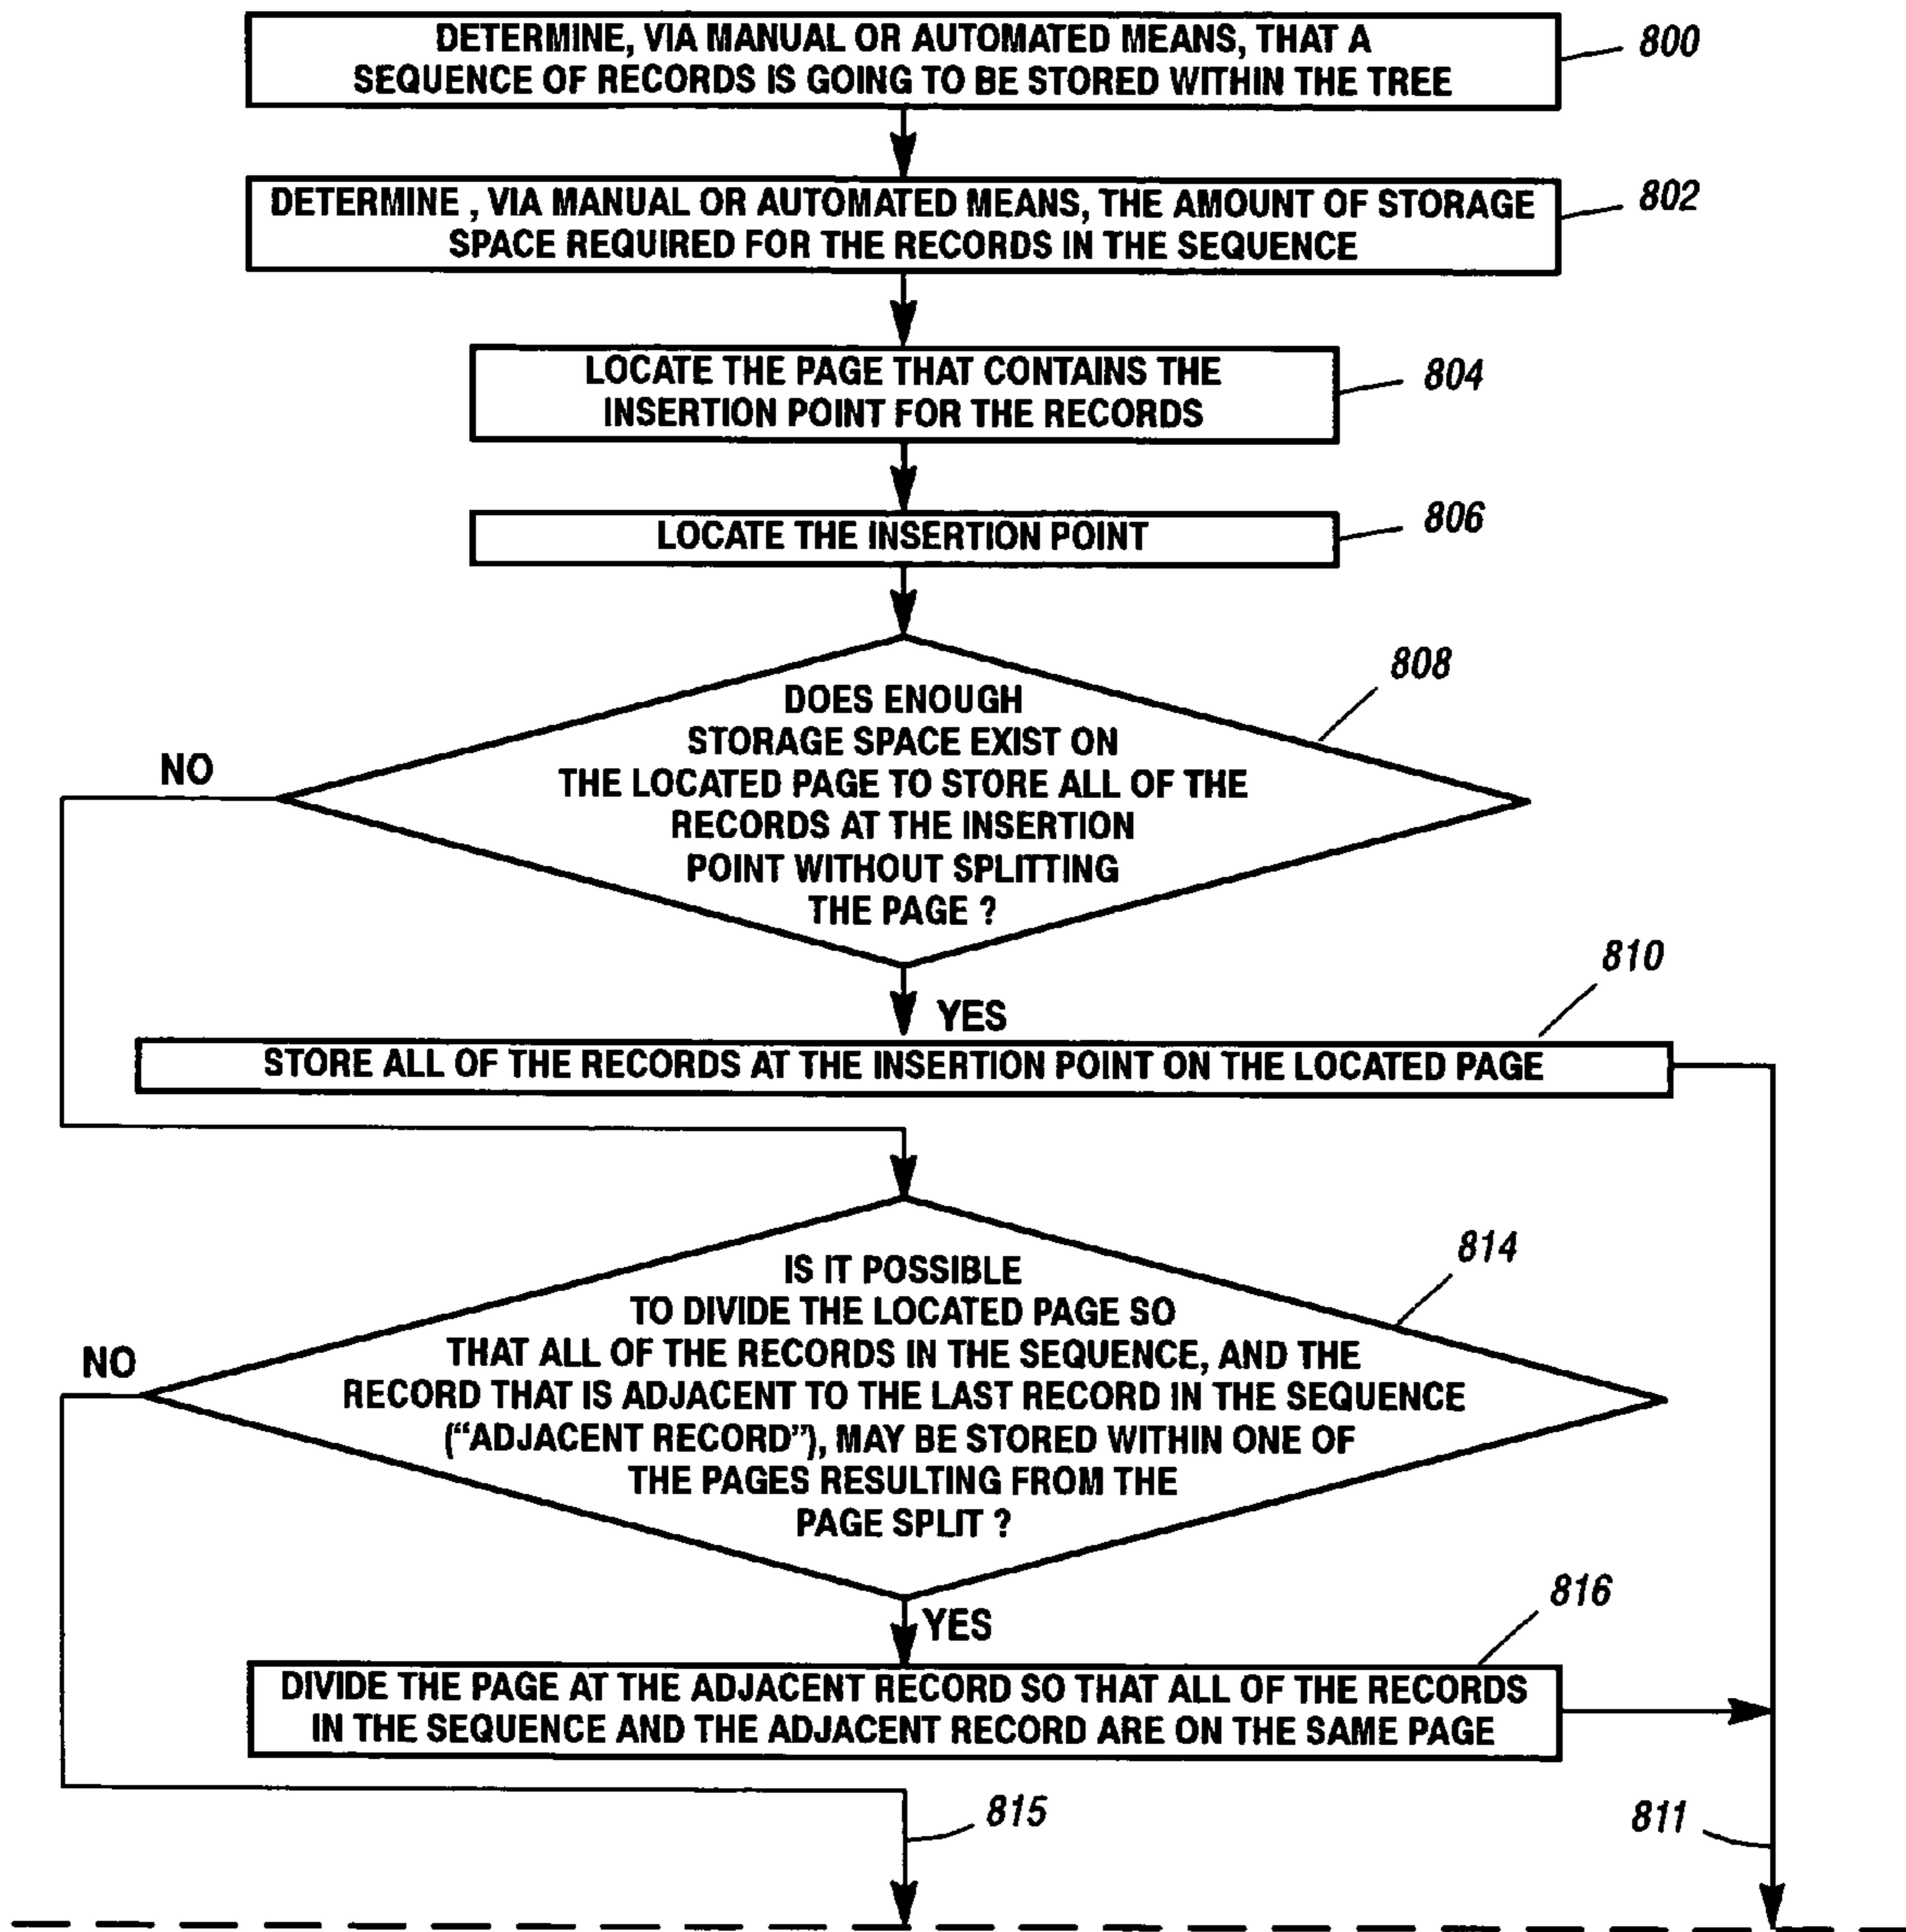 DETERMINE, VIA MANUAL OR AUTOMATED MEANS, THAT A
SEQUENCE OF RECORDS IS GOING TO BE STORED WITHIN THE TREE
800
DETERMINE , VIA MANUAL OR AUTOMATED MEANS, THE AMOUNT OF STORAGE
SPACE REQUIRED FOR THE RECORDS IN THE SEQUENCE
802
LOCATE THE PAGE THAT CONTAINS THE
INSERTION POINT FOR THE RECORDS
804
LOCATE THE INSERTION POINT
806
DOES ENOUGH
STORAGE SPACE EXIST ON
THE LOCATED PAGE TO STORE ALL OF THE
RECORDS AT THE INSERTION
POINT WITHOUT SPLITTING
THE PAGE ?
808
NO
YES
810
STORE ALL OF THE RECORDS AT THE INSERTION POINT ON THE LOCATED PAGE
IS IT POSSIBLE
TO DIVIDE THE LOCATED PAGE SO
THAT ALL OF THE RECORDS IN THE SEQUENCE, AND THE
RECORD THAT IS ADJACENT TO THE LAST RECORD IN THE SEQUENCE
(“ADJACENT RECORD”), MAY BE STORED WITHIN ONE OF
THE PAGES RESULTING FROM THE
PAGE SPLIT ?
814
NO
YES
816
DIVIDE THE PAGE AT THE ADJACENT RECORD SO THAT ALL OF THE RECORDS
IN THE SEQUENCE AND THE ADJACENT RECORD ARE ON THE SAME PAGE
815
811